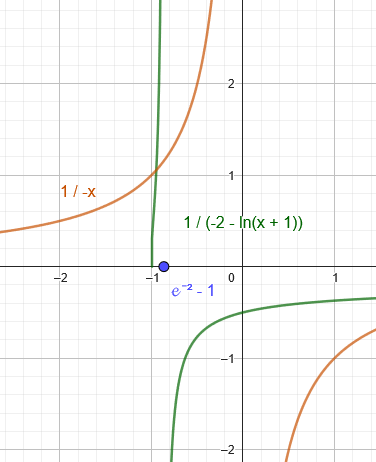 2
1
1 / -x
1 / (-2 - ln(x + 1))
−2
−1
0
1
e⁻² - 1
−1
−2